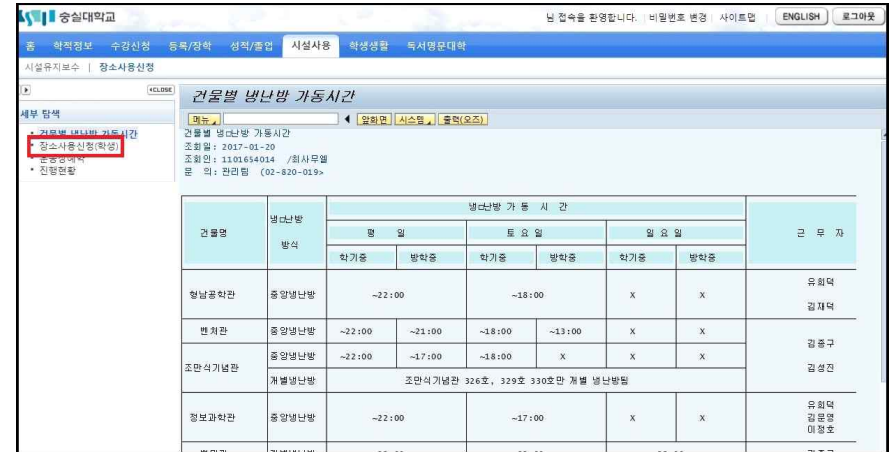 숭실대학교
님 접속을 환영합니다. 비밀번호 변경 사이트맵 ENGLISH 로그아웃
홈 학적정보 수강신청 등록/장학 성적/졸업 시설사용 학생생활 독서명문대학
시설유지보수 | 장소사용신청
◂CLOSE
건물별 냉난방 가동시간
세부 탐색
메뉴 앞화면 시스템 출력(오즈)
• 건물별 냉난방 가동시간
• 장소사용신청(학생)
• 운동장예약
• 진행현황
건물별 냉□난방 가동시간
조회일: 2017-01-20
조회인: 1101654014 /최사무엘
문 의: 관리팀 (02-820-019>
건물명 냉□난방 방식 냉□난방 가 동 시 간 근 무 자
평 일 토 요 일 일 요 일
학기중 방학중 학기중 방학중 학기중 방학중
형남공학관 중앙냉난방 ~22:00 ~18:00 X X 유희덕 김재덕
벤처관 중앙냉난방 ~22:00 ~21:00 ~18:00 ~13:00 X X 김종구 김성진
조만식기념관 중앙냉난방 ~22:00 ~17:00 ~18:00 X X X
개별냉난방 조만식기념관 326호, 329호 330호만 개별 냉난방됨
정보과학관 중앙냉난방 ~22:00 ~17:00 X X 유희덕 김문영 이정호